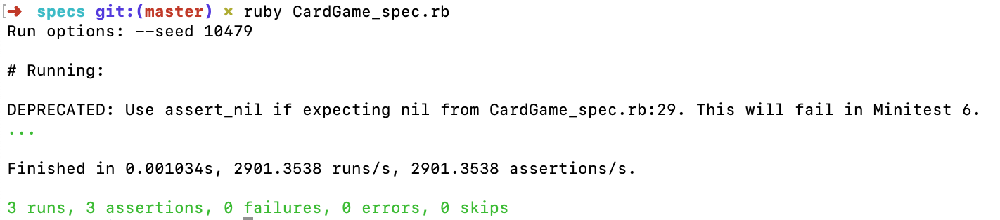 [➜ specs git:(master) × ruby CardGame_spec.rb
Run options: --seed 10479
# Running:
DEPRECATED: Use assert_nil if expecting nil from CardGame_spec.rb:29. This will fail in Minitest 6.
...
Finished in 0.001034s, 2901.3538 runs/s, 2901.3538 assertions/s.
3 runs, 3 assertions, 0 failures, 0 errors, 0 skips